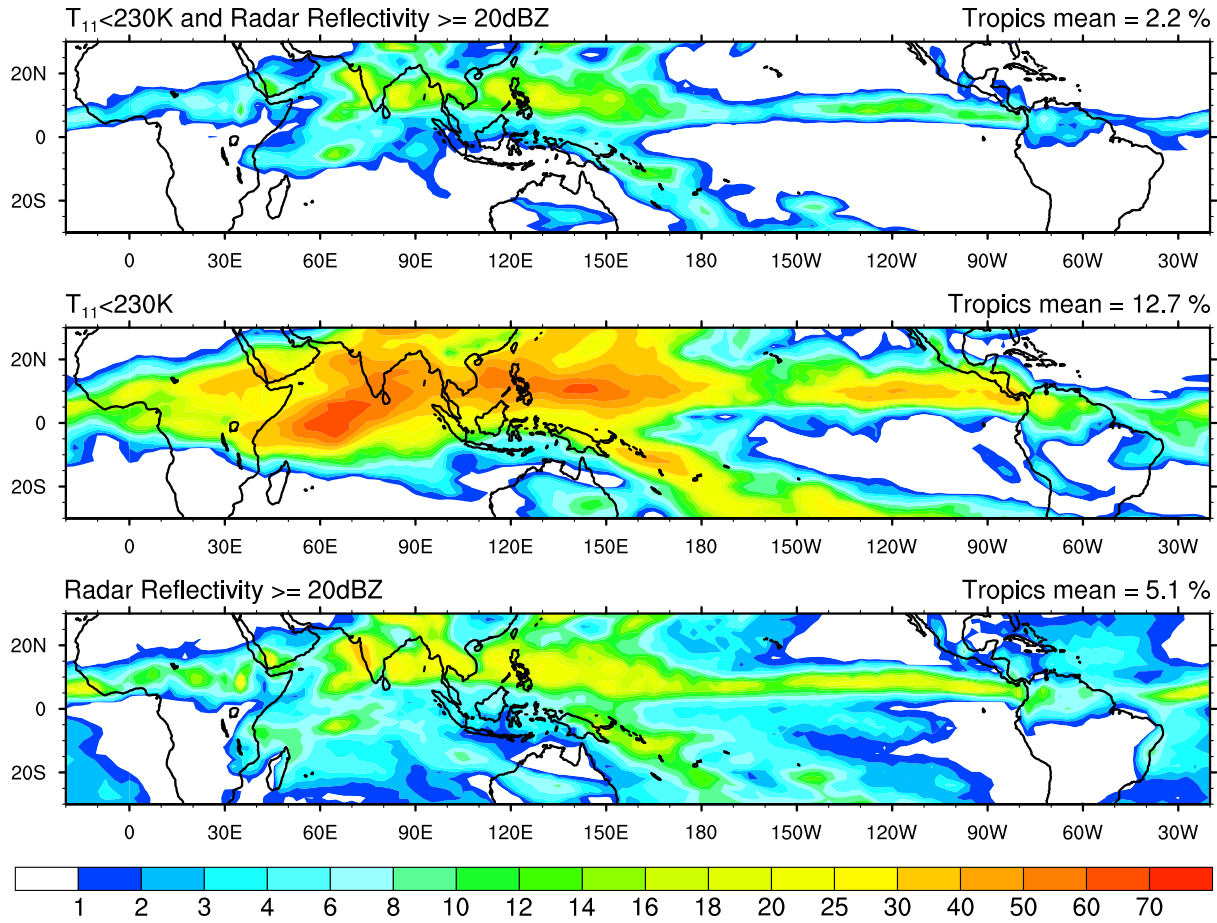 T₁₁<230K and Radar Reflectivity >= 20dBZ Tropics mean = 2.2 %
20N
0
20S
0 30E 60E 90E 120E 150E 180 150W 120W 90W 60W 30W
T₁₁<230K Tropics mean = 12.7 %
20N
0
20S
0 30E 60E 90E 120E 150E 180 150W 120W 90W 60W 30W
Radar Reflectivity >= 20dBZ Tropics mean = 5.1 %
20N
0
20S
0 30E 60E 90E 120E 150E 180 150W 120W 90W 60W 30W
1 2 3 4 6 8 10 12 14 16 18 20 25 30 40 50 60 70